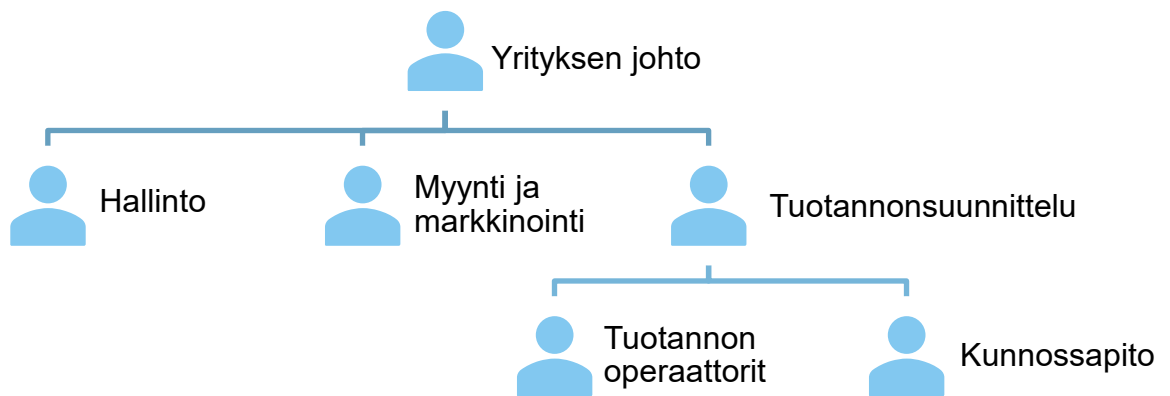 Yrityksen johto
Hallinto
Myynti ja
markkinointi
Tuotannonsuunnittelu
Tuotannon
operaattorit
Kunnossapito